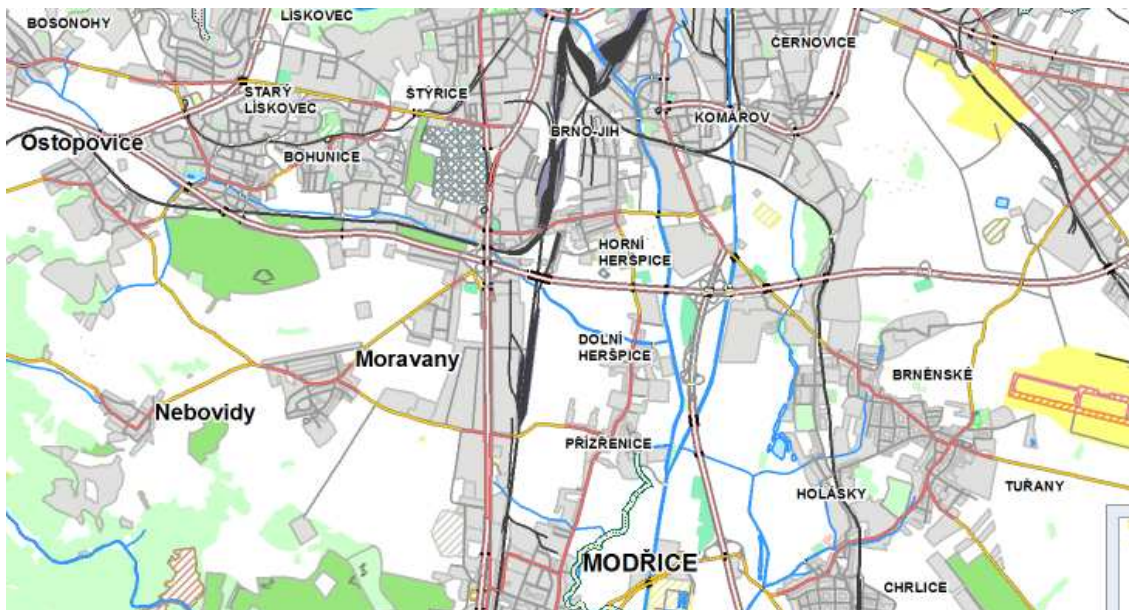 LÍSKOVEC
BOSONOHY
ČERNOVICE
STARÝ
LÍSKOVEC
ŠTÝŘICE
KOMÁROV
BRNO-JIH
Ostopovice
BOHUNICE
HORNÍ
HERŠPICE
DOLNÍ
HERŠPICE
Moravany
BRNĚNSKÉ
Nebovidy
PŘÍZŘENICE
TUŘANY
HOLÁSKY
MODŘICE
CHRLICE